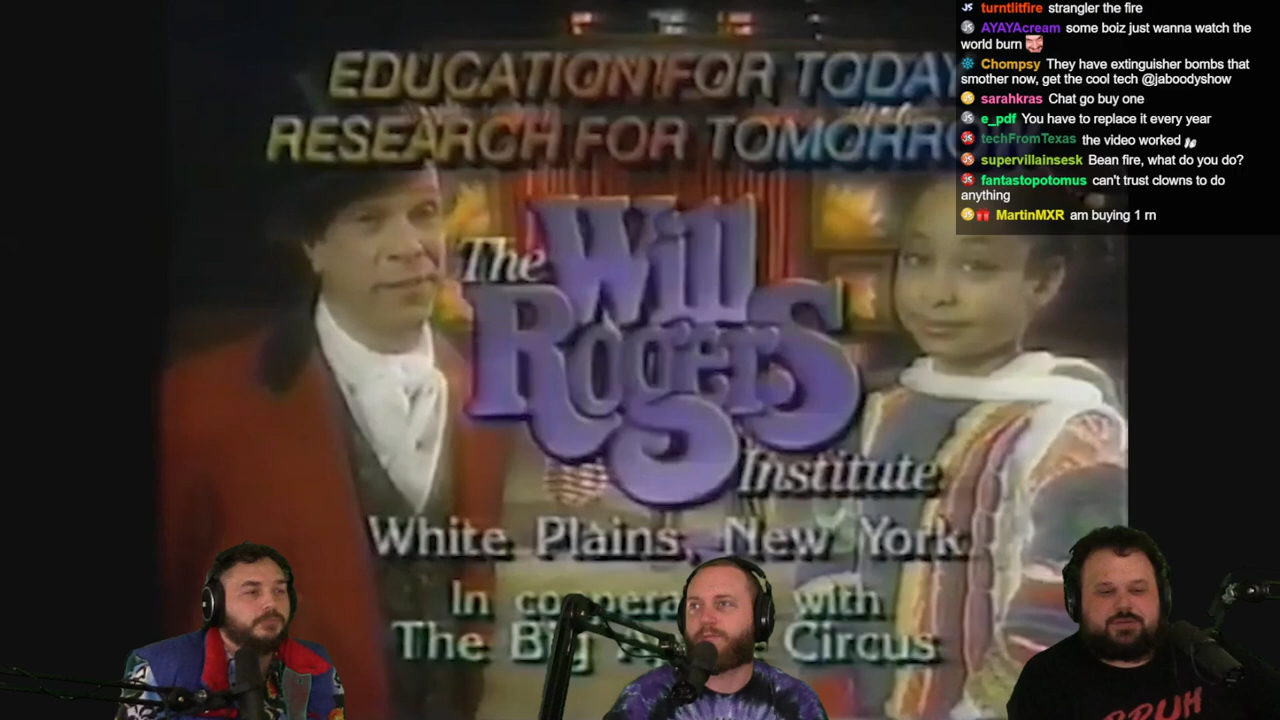 EDUCATION FOR TODAY
RESEARCH FOR TOMORRO
The Will
Rogers
Institute
White Plains, New York
In coopera with
The Big Circus
turntlitfire strangler the fire
AYAYAcream some boiz just wanna watch the
world burn
Chompsy They have extinguisher bombs that
smother now, get the cool tech @jaboodyshow
sarahkras Chat go buy one
e_pdf You have to replace it every year
techFromTexas the video worked
supervillainsesk Bean fire, what do you do?
fantastopotomus can't trust clowns to do
anything
MartinMXR am buying 1 rn
BRUH